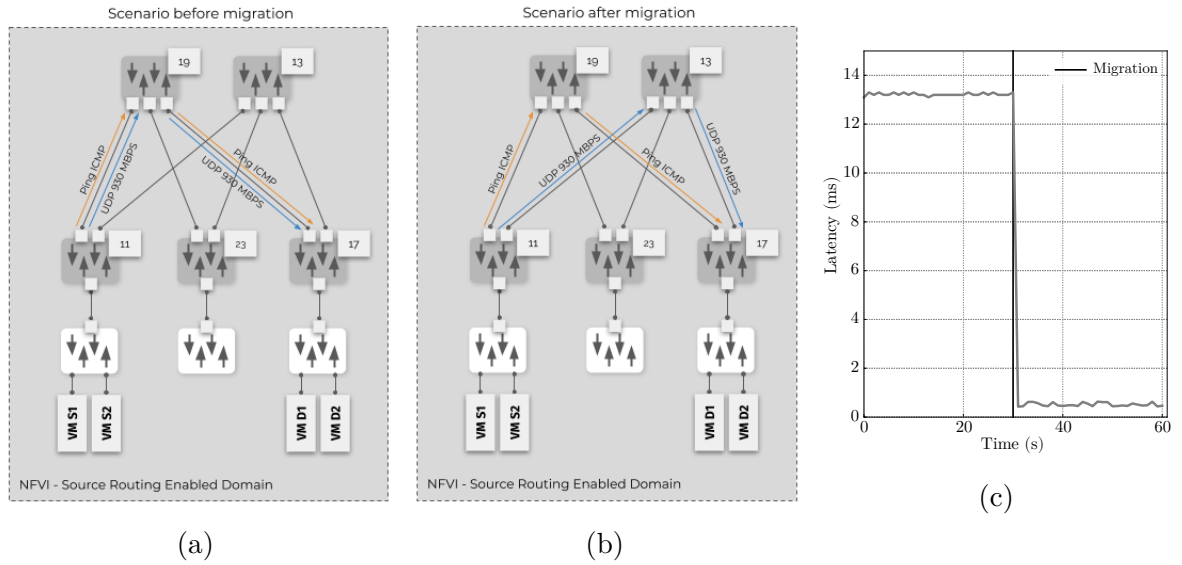 Scenario before migration
19
13
Ping ICMP
UDP 930 MBPS
Ping ICMP
UDP 930 MBPS
11
23
17
VM S1
VM S2
VM D1
VM D2
NFVI - Source Routing Enabled Domain
(a)
Scenario after migration
19
13
Ping ICMP
UDP 930 MBPS
Ping ICMP
UDP 930 MBPS
11
23
17
VM S1
VM S2
VM D1
VM D2
NFVI - Source Routing Enabled Domain
(b)
Migration
14
12
10
8
6
4
2
0
Latency (ms)
0
20
40
60
Time (s)
(c)